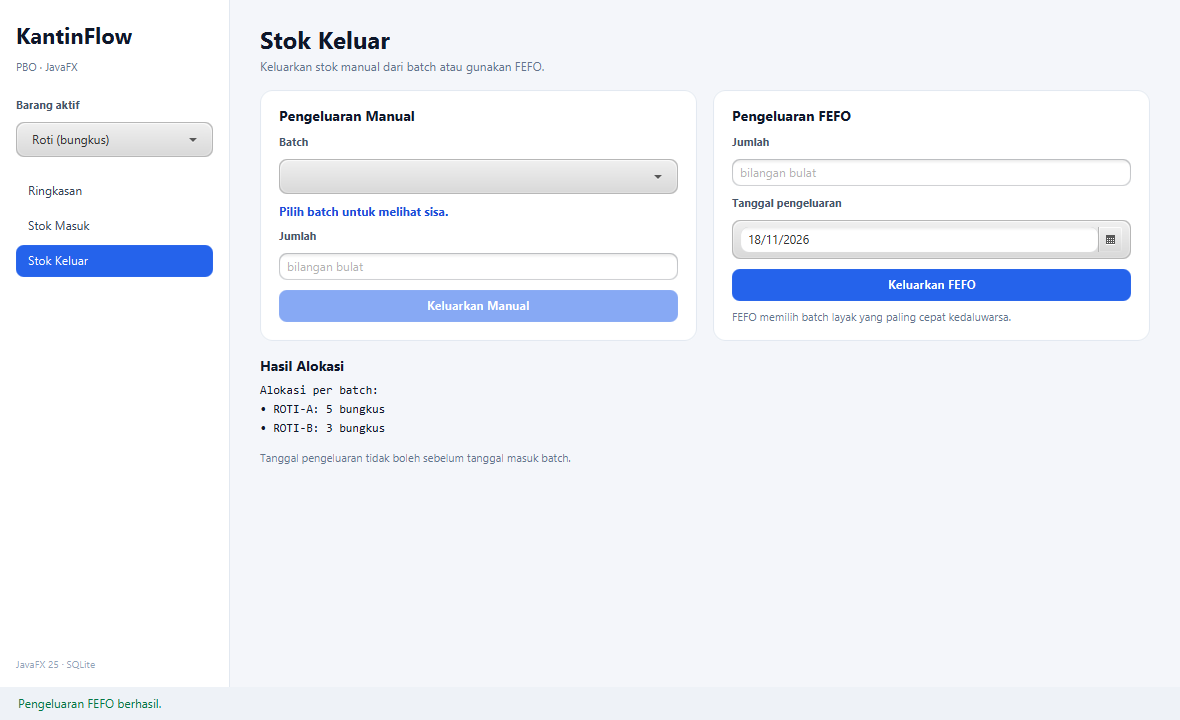 KantinFlow
PBO · JavaFX
Barang aktif
Roti (bungkus)
Ringkasan
Stok Masuk
Stok Keluar
JavaFX 25 · SQLite
Stok Keluar
Keluarkan stok manual dari batch atau gunakan FEFO.
Pengeluaran Manual
Batch
Pilih batch untuk melihat sisa.
Jumlah
bilangan bulat
Keluarkan Manual
Pengeluaran FEFO
Jumlah
bilangan bulat
Tanggal pengeluaran
18/11/2026
Keluarkan FEFO
FEFO memilih batch layak yang paling cepat kedaluwarsa.
Hasil Alokasi
Alokasi per batch:
• ROTI-A: 5 bungkus
• ROTI-B: 3 bungkus
Tanggal pengeluaran tidak boleh sebelum tanggal masuk batch.
Pengeluaran FEFO berhasil.